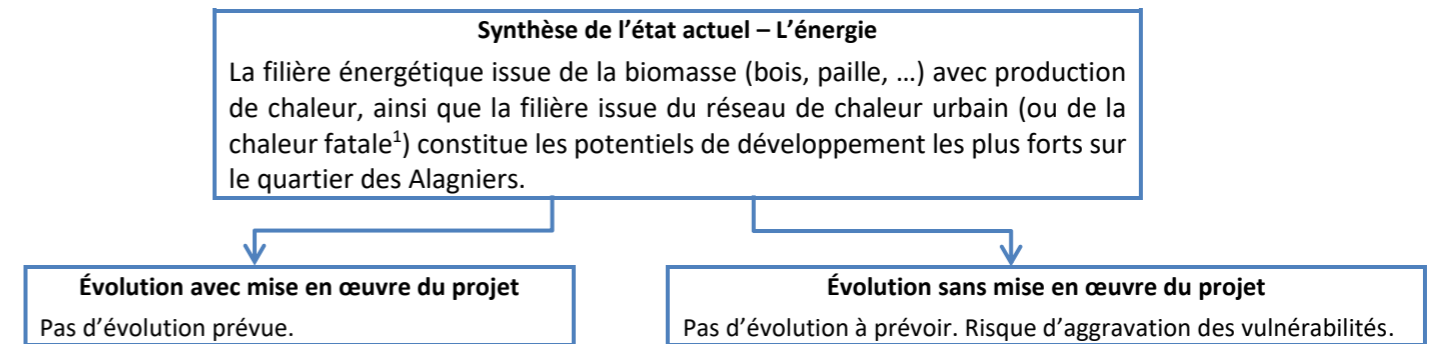 Synthèse de l’état actuel – L’énergie
La filière énergétique issue de la biomasse (bois, paille, …) avec production
de chaleur, ainsi que la filière issue du réseau de chaleur urbain (ou de la
chaleur fatale¹) constitue les potentiels de développement les plus forts sur
le quartier des Alagniers.
Évolution avec mise en œuvre du projet
Pas d’évolution prévue.
Évolution sans mise en œuvre du projet
Pas d’évolution à prévoir. Risque d’aggravation des vulnérabilités.